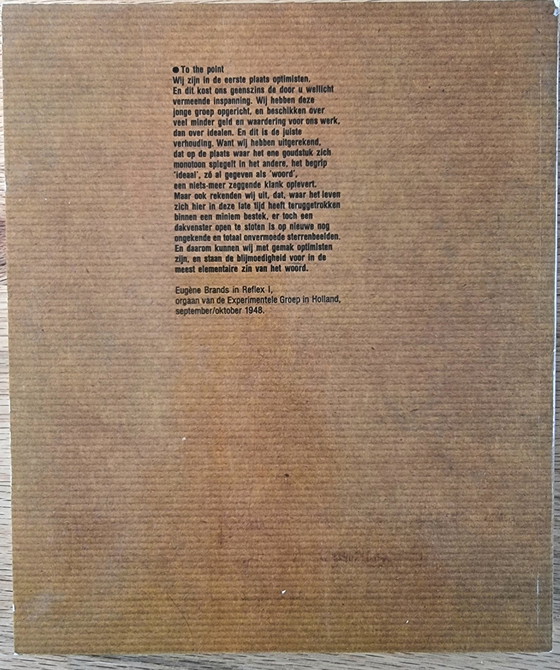 ● To the point
Wij zijn in de eerste plaats optimisten.
En dit kost ons geenszins de door u wellicht
vermeende inspanning. Wij hebben deze
jonge groep opgericht, en beschikken over
veel minder geld en waardering voor ons werk,
dan over idealen. En dit is de juiste
verhouding. Want wij hebben uitgerekend,
dat op de plaats waar het ene goudstuk zich
monotoon spiegelt in het andere, het begrip
'ideaal', zó al gegeven als 'woord',
een niets-meer zeggende klank oplevert.
Maar ook rekenden wij uit, dat, waar het leven
zich hier in deze late tijd heeft teruggetrokken
binnen een miniem bestek, er toch een
dakvenster open te stoten is op nieuwe nog
ongekende en totaal onvermoede sterrenbeelden.
En daarom kunnen wij met gemak optimisten
zijn, en staan de blijmoedigheid voor in de
meest elementaire zin van het woord.
Eugène Brands in Reflex I,
orgaan van de Experimentele Groep in Holland,
september/oktober 1948.